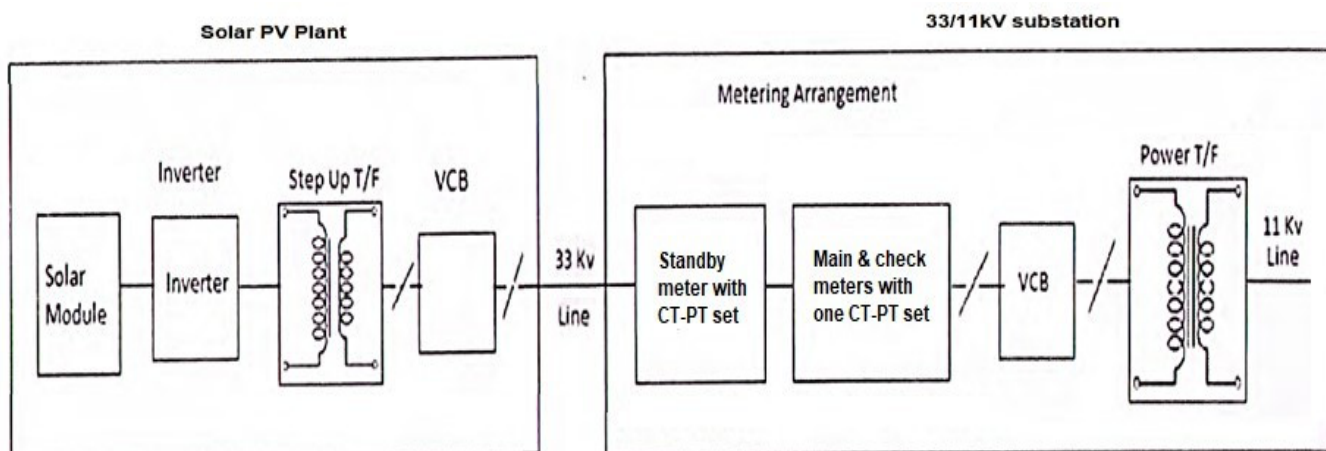 Solar PV Plant
33/11kV substation
Metering Arrangement
Inverter
Step Up T/F
VCB
Power T/F
Solar
Module
Inverter
33 Kv
Line
Standby
meter with
CT-PT set
Main & check
meters with
one CT-PT set
VCB
11 Kv
Line